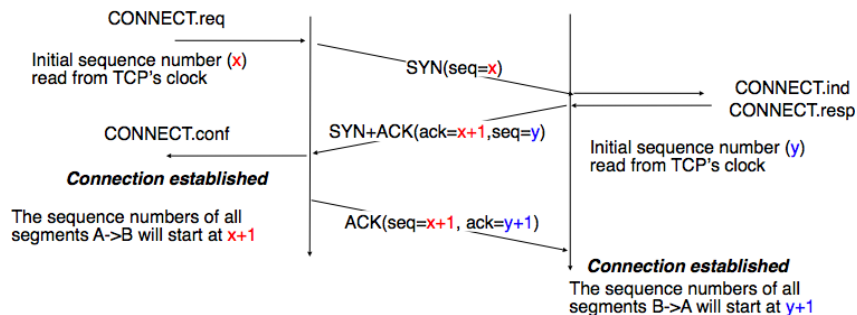 CONNECT.req
Initial sequence number (x)
read from TCP's clock
SYN(seq=x)
CONNECT.ind
CONNECT.resp
CONNECT.conf
SYN+ACK(ack=x+1,seq=y)
Initial sequence number (y)
read from TCP's clock
Connection established
The sequence numbers of all
segments A->B will start at x+1
ACK(seq=x+1, ack=y+1)
Connection established
The sequence numbers of all
segments B->A will start at y+1